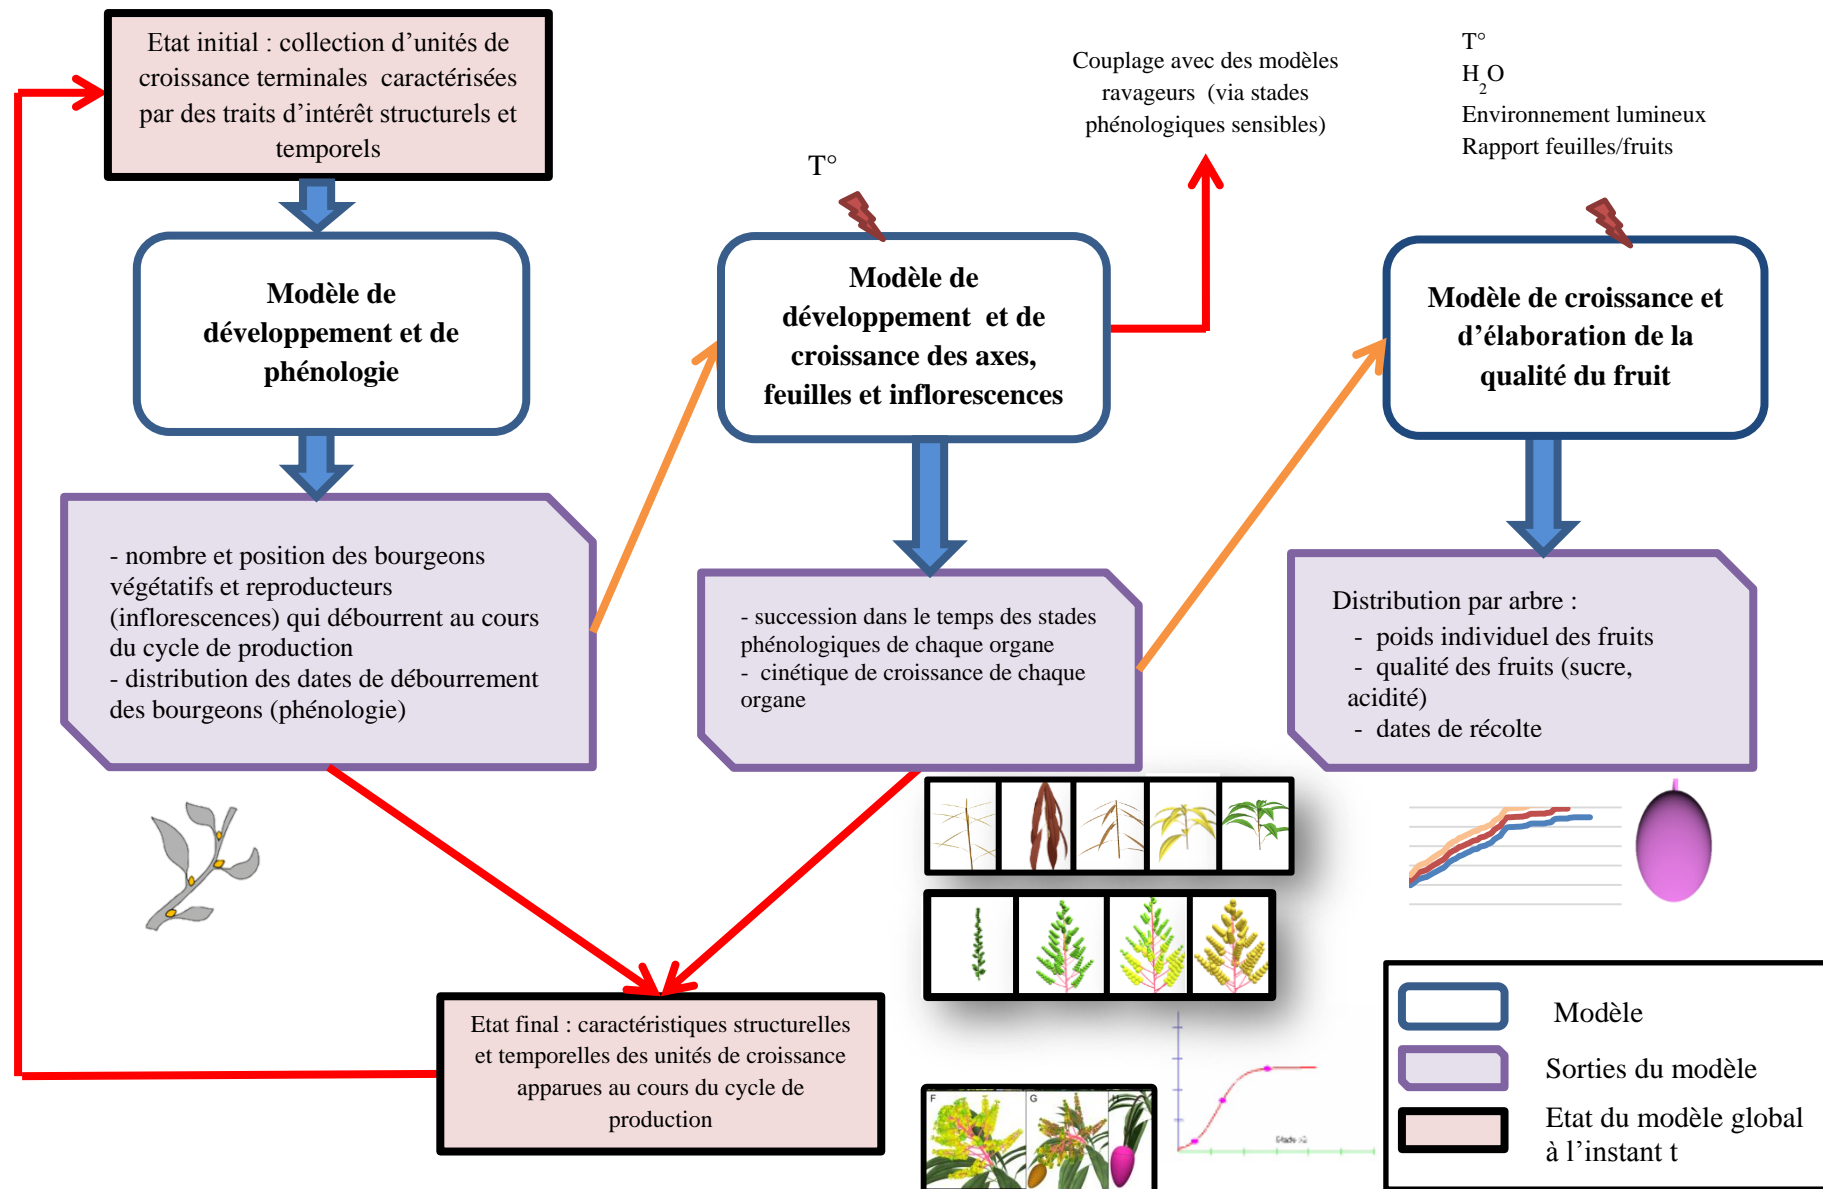 Etat initial : collection d’unités de
croissance terminales caractérisées
par des traits d’intérêt structurels et
temporels
T°
Couplage avec des modèles
ravageurs (via stades
phénologiques sensibles)
T°
H2O
Environnement lumineux
Rapport feuilles/fruits
Modèle de
développement et de
phénologie
Modèle de
développement et de
croissance des axes,
feuilles et inflorescences
Modèle de croissance et
d’élaboration de la
qualité du fruit
- nombre et position des bourgeons
végétatifs et reproducteurs
(inflorescences) qui débourrent au cours
du cycle de production
- distribution des dates de débourrement
des bourgeons (phénologie)
- succession dans le temps des stades
phénologiques de chaque organe
- cinétique de croissance de chaque
organe
Distribution par arbre :
- poids individuel des fruits
- qualité des fruits (sucre,
acidité)
- dates de récolte
Etat final : caractéristiques structurelles
et temporelles des unités de croissance
apparues au cours du cycle de
production
F
G
H
Modèle
Sorties du modèle
Etat du modèle global
à l’instant t